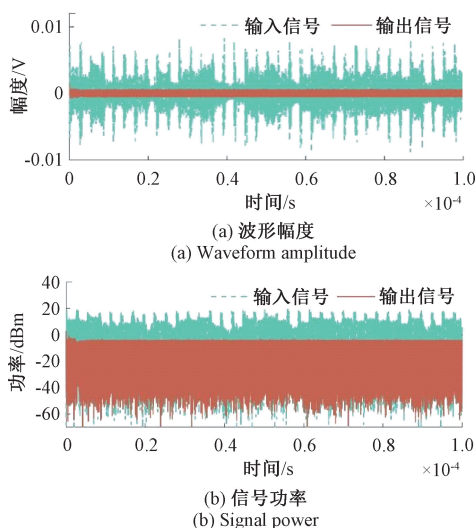 输入信号 输出信号
幅度/V
0.01
0
-0.01
0 0.2 0.4 0.6 0.8 1.0
时间/s ×10⁻⁴
(a) 波形幅度
(a) Waveform amplitude
输入信号 输出信号
功率/dBm
40
20
0
-20
-40
-60
0 0.2 0.4 0.6 0.8 1.0
时间/s ×10⁻⁴
(b) 信号功率
(b) Signal power